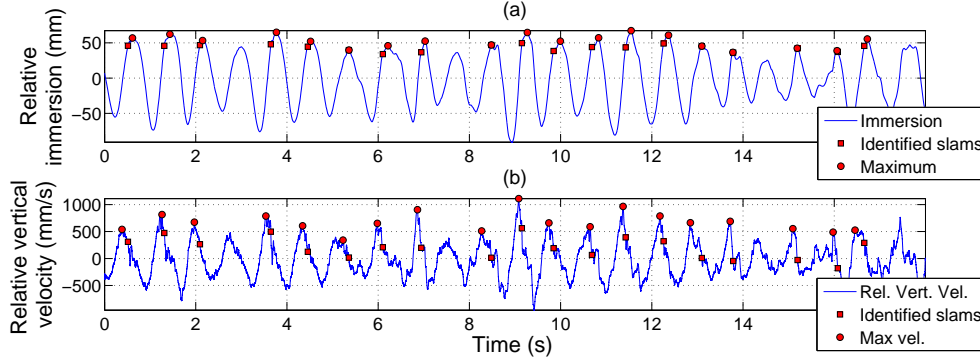 (a)
Relative
immersion (mm)
50
0
−50
0 2 4 6 8 10 12 14
Immersion
Identified slams
Maximum
(b)
Relative vertical
velocity (mm/s)
1000
500
0
−500
0 2 4 6 8 10 12 14
Rel. Vert. Vel.
Identified slams
Max vel.
Time (s)